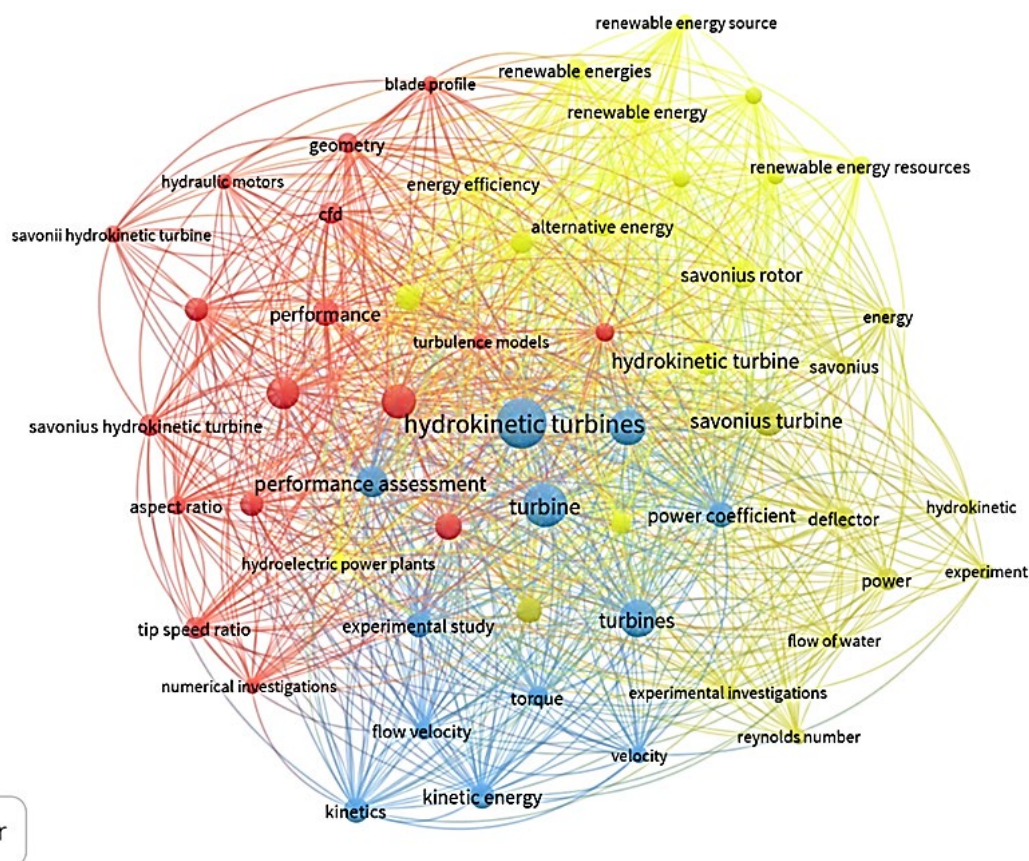 renewable energy source
renewable energies
blade profile
renewable energy
geometry
renewable energy resources
hydraulic motors
energy efficiency
cfd
alternative energy
savonii hydrokinetic turbine
savonius rotor
performance
energy
turbulence models
hydrokinetic turbine
savonius
savonius hydrokinetic turbine
hydrokinetic turbines
savonius turbine
performance assessment
aspect ratio
turbine
power coefficient
deflector
hydrokinetic
hydroelectric power plants
experiment
power
tip speed ratio
experimental study
turbines
flow of water
numerical investigations
torque
experimental investigations
flow velocity
reynolds number
velocity
kinetic energy
kinetics
r